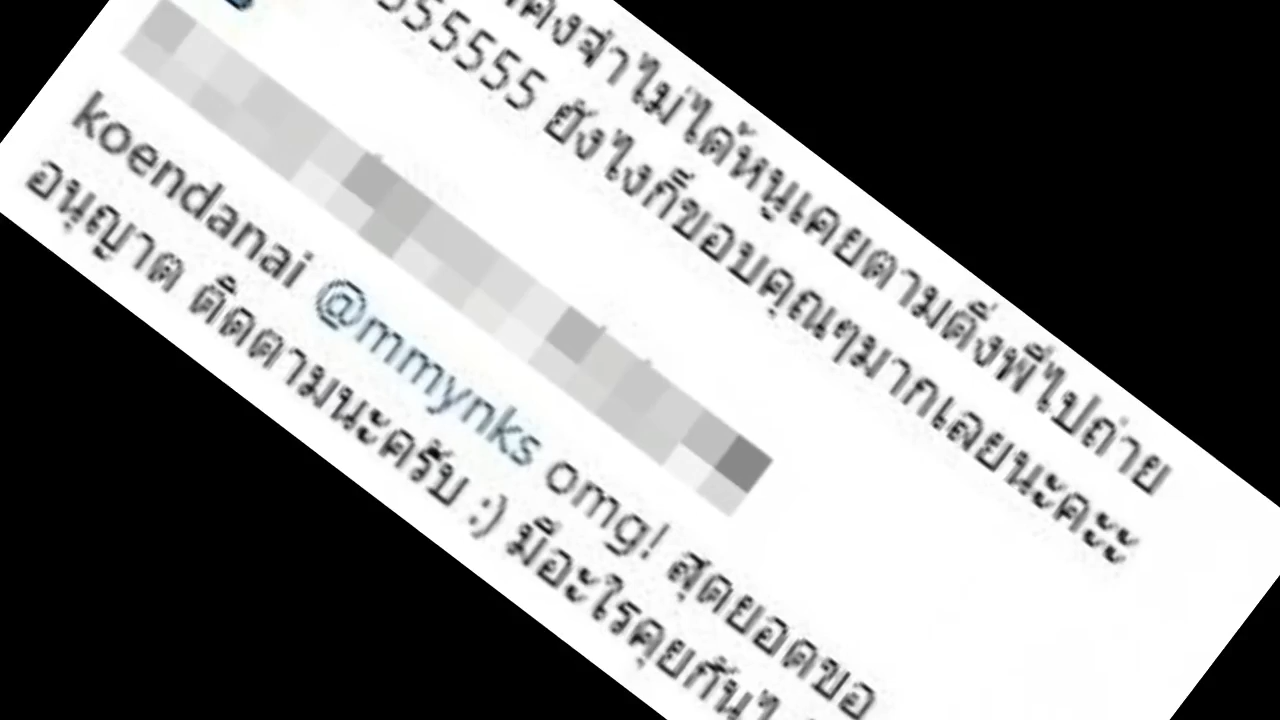 คงจำไม่ได้หนูเคยตามติ่งพี่ไปถ่าย
555555 ยังไงก็ขอบคุณๆมากเลยนะคะะ
koendanai @mmynks omg! สุดยอดขอ
อนุญาต ติดตามนะครับ :) มีอะไรคุยกัน